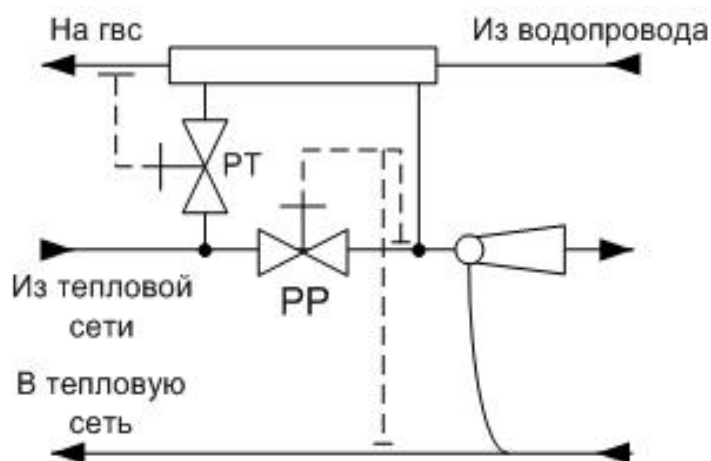 На гвс
Из водопровода
РТ
РР
Из тепловой
сети
В тепловую
сеть